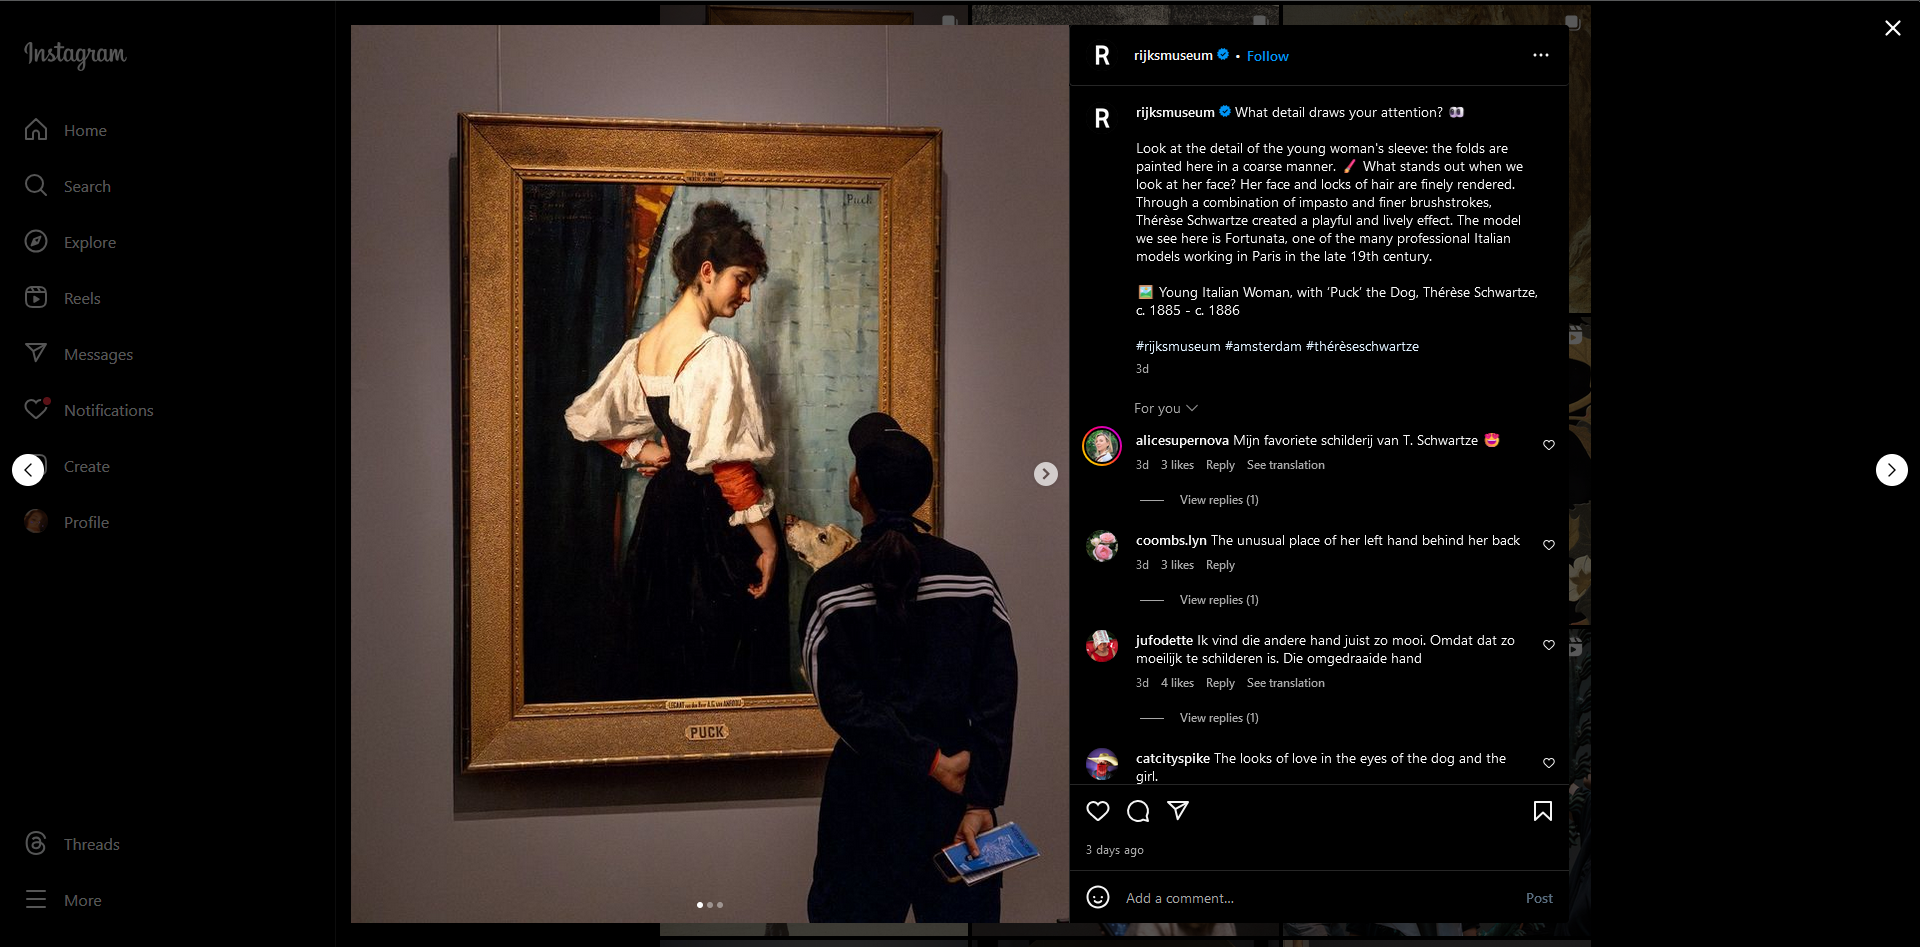 Instagram
Home
Search
Explore
Reels
Messages
Notifications
Create
Profile
Threads
More
Puck
PUCK
rijksmuseum • Follow
rijksmuseum What detail draws your attention? 👀
Look at the detail of the young woman's sleeve: the folds are
painted here in a coarse manner. 🖌️ What stands out when we
look at her face? Her face and locks of hair are finely rendered.
Through a combination of impasto and finer brushstrokes,
Thérèse Schwartze created a playful and lively effect. The model
we see here is Fortunata, one of the many professional Italian
models working in Paris in the late 19th century.
🖼️ Young Italian Woman, with ‘Puck’ the Dog, Thérèse Schwartze,
c. 1885 - c. 1886
#rijksmuseum #amsterdam #thérèseschwartze
3d
For you
alicesupernova Mijn favoriete schilderij van T. Schwartze 😍
3d 3 likes Reply See translation
View replies (1)
coombs.lyn The unusual place of her left hand behind her back
3d 3 likes Reply
View replies (1)
jufodette Ik vind die andere hand juist zo mooi. Omdat dat zo
moeilijk te schilderen is. Die omgedraaide hand
3d 4 likes Reply See translation
View replies (1)
catcityspike The looks of love in the eyes of the dog and the
girl.
3 days ago
Add a comment...
Post